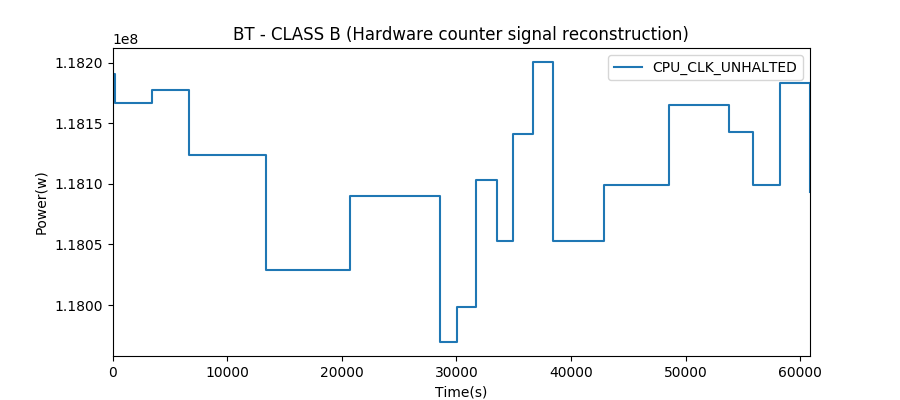 BT - CLASS B (Hardware counter signal reconstruction)
1e8
CPU_CLK_UNHALTED
1.1820
1.1815
1.1810
1.1805
1.1800
Power(w)
0 10000 20000 30000 40000 50000 60000
Time(s)